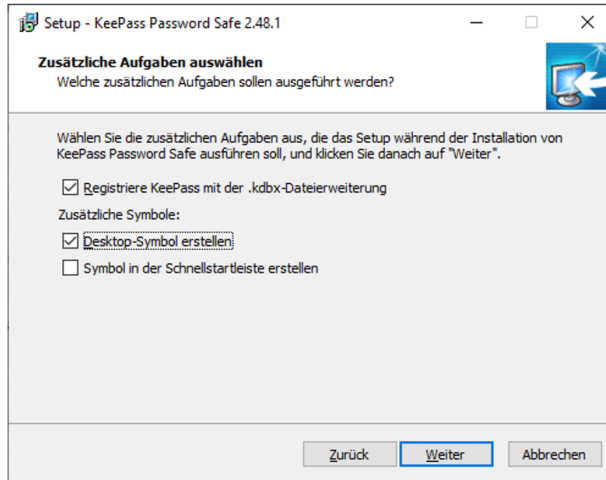 Setup - KeePass Password Safe 2.48.1
Zusätzliche Aufgaben auswählen
Welche zusätzlichen Aufgaben sollen ausgeführt werden?
Wählen Sie die zusätzlichen Aufgaben aus, die das Setup während der Installation von
KeePass Password Safe ausführen soll, und klicken Sie danach auf "Weiter".
Registriere KeePass mit der .kdbx-Dateierweiterung
Zusätzliche Symbole:
Desktop-Symbol erstellen
Symbol in der Schnellstartleiste erstellen
Zurück
Weiter
Abbrechen